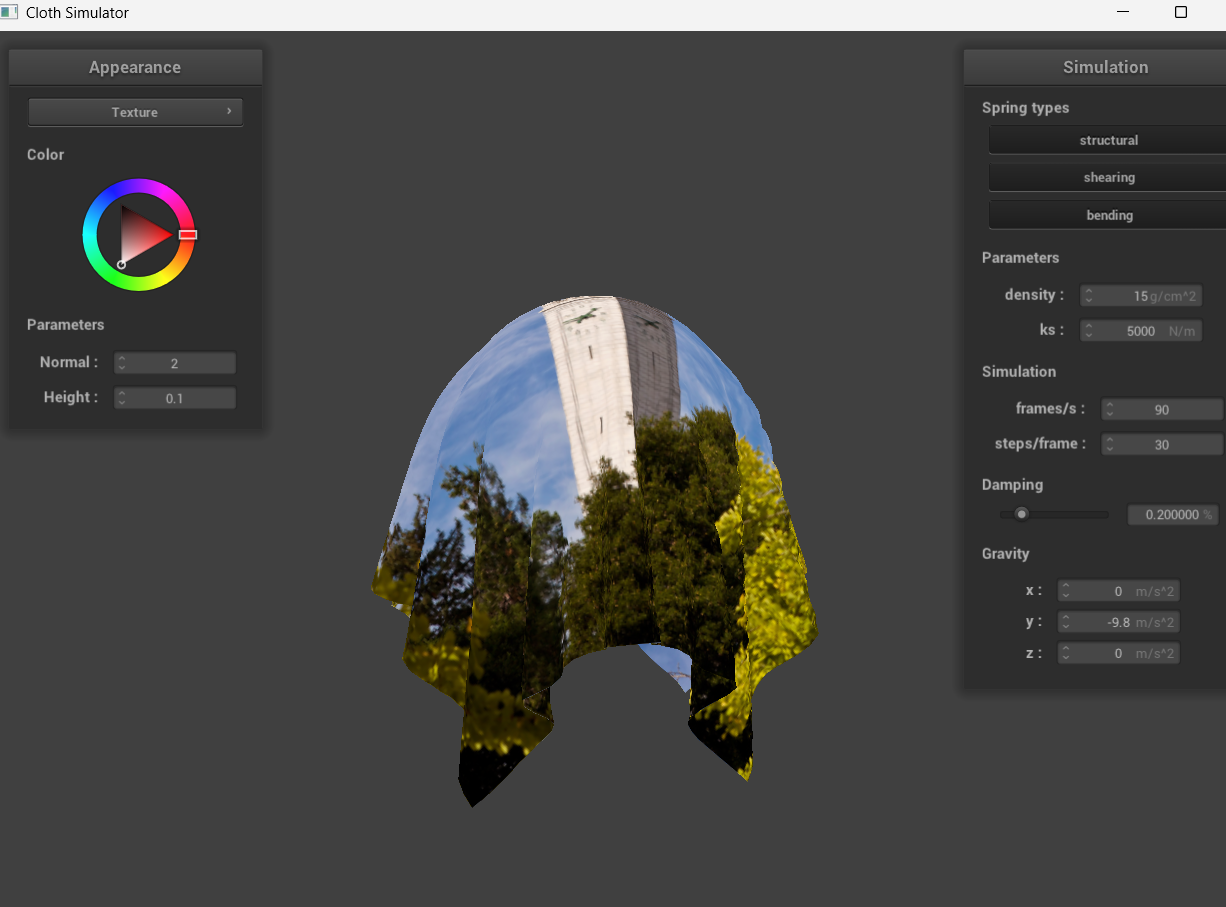 Cloth Simulator
Appearance
Texture
Color
Parameters
Normal : 2
Height : 0.1
Simulation
Spring types
structural
shearing
bending
Parameters
density : 15 g/cm^2
ks : 5000 N/m
Simulation
frames/s : 90
steps/frame : 30
Damping
0.200000 %
Gravity
x : 0 m/s^2
y : -9.8 m/s^2
z : 0 m/s^2